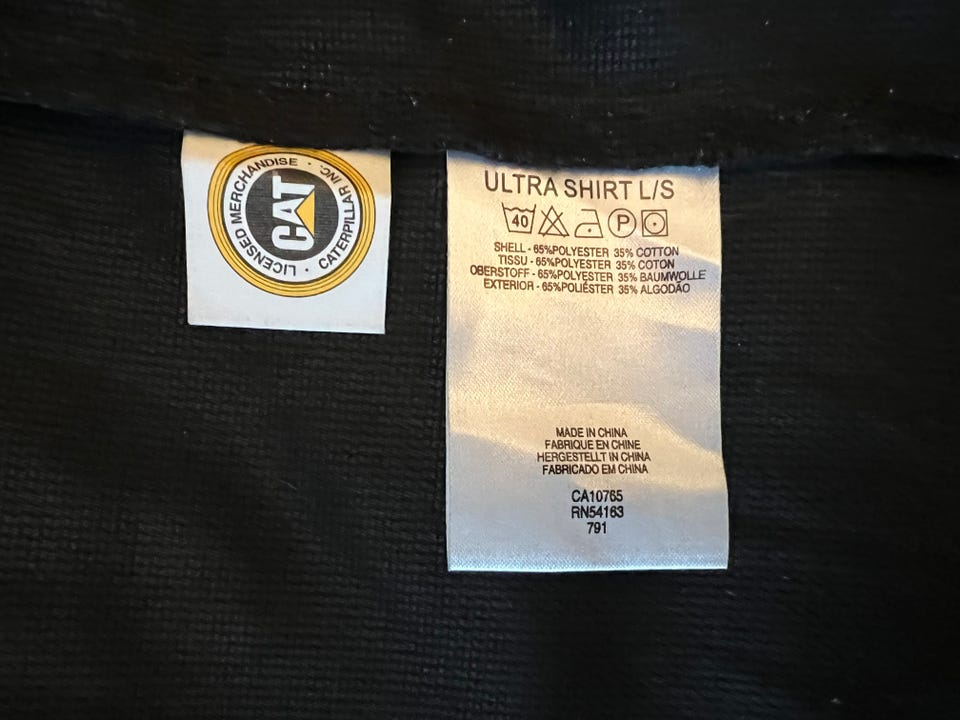 LICENSED MERCHANDISE · CATERPILLAR INC. ·
CAT
ULTRA SHIRT L/S
40 P
SHELL - 65%POLYESTER 35% COTTON
TISSU - 65%POLYESTER 35% COTON
OBERSTOFF - 65%POLYESTER 35% BAUMWOLLE
EXTERIOR - 65%POLIÉSTER 35% ALGODÃO
MADE IN CHINA
FABRIQUE EN CHINE
HERGESTELLT IN CHINA
FABRICADO EM CHINA
CA10765
RN54163
791